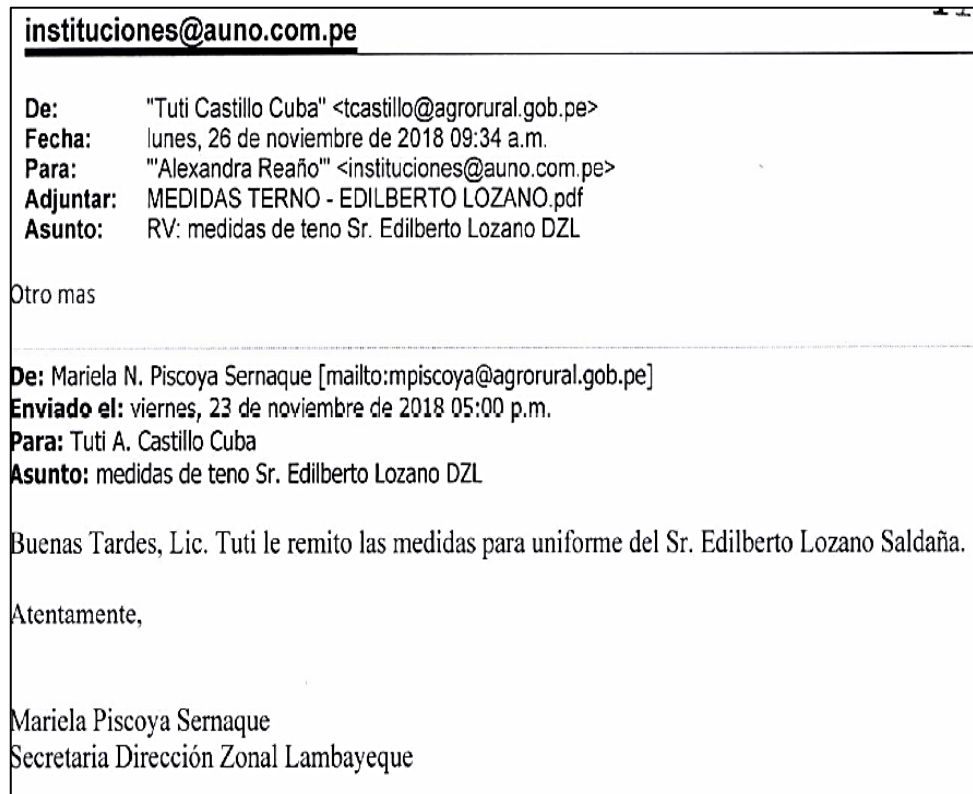 instituciones@auno.com.pe
De: "Tuti Castillo Cuba" <tcastillo@agrorural.gob.pe>
Fecha: lunes, 26 de noviembre de 2018 09:34 a.m.
Para: "'Alexandra Reaño'" <instituciones@auno.com.pe>
Adjuntar: MEDIDAS TERNO - EDILBERTO LOZANO.pdf
Asunto: RV: medidas de teno Sr. Edilberto Lozano DZL
Otro mas
De: Mariela N. Piscoya Sernaque [mailto:mpiscoya@agrorural.gob.pe]
Enviado el: viernes, 23 de noviembre de 2018 05:00 p.m.
Para: Tuti A. Castillo Cuba
Asunto: medidas de teno Sr. Edilberto Lozano DZL
Buenas Tardes, Lic. Tuti le remito las medidas para uniforme del Sr. Edilberto Lozano Saldaña.
Atentamente,
Mariela Piscoya Sernaque
Secretaria Dirección Zonal Lambayeque